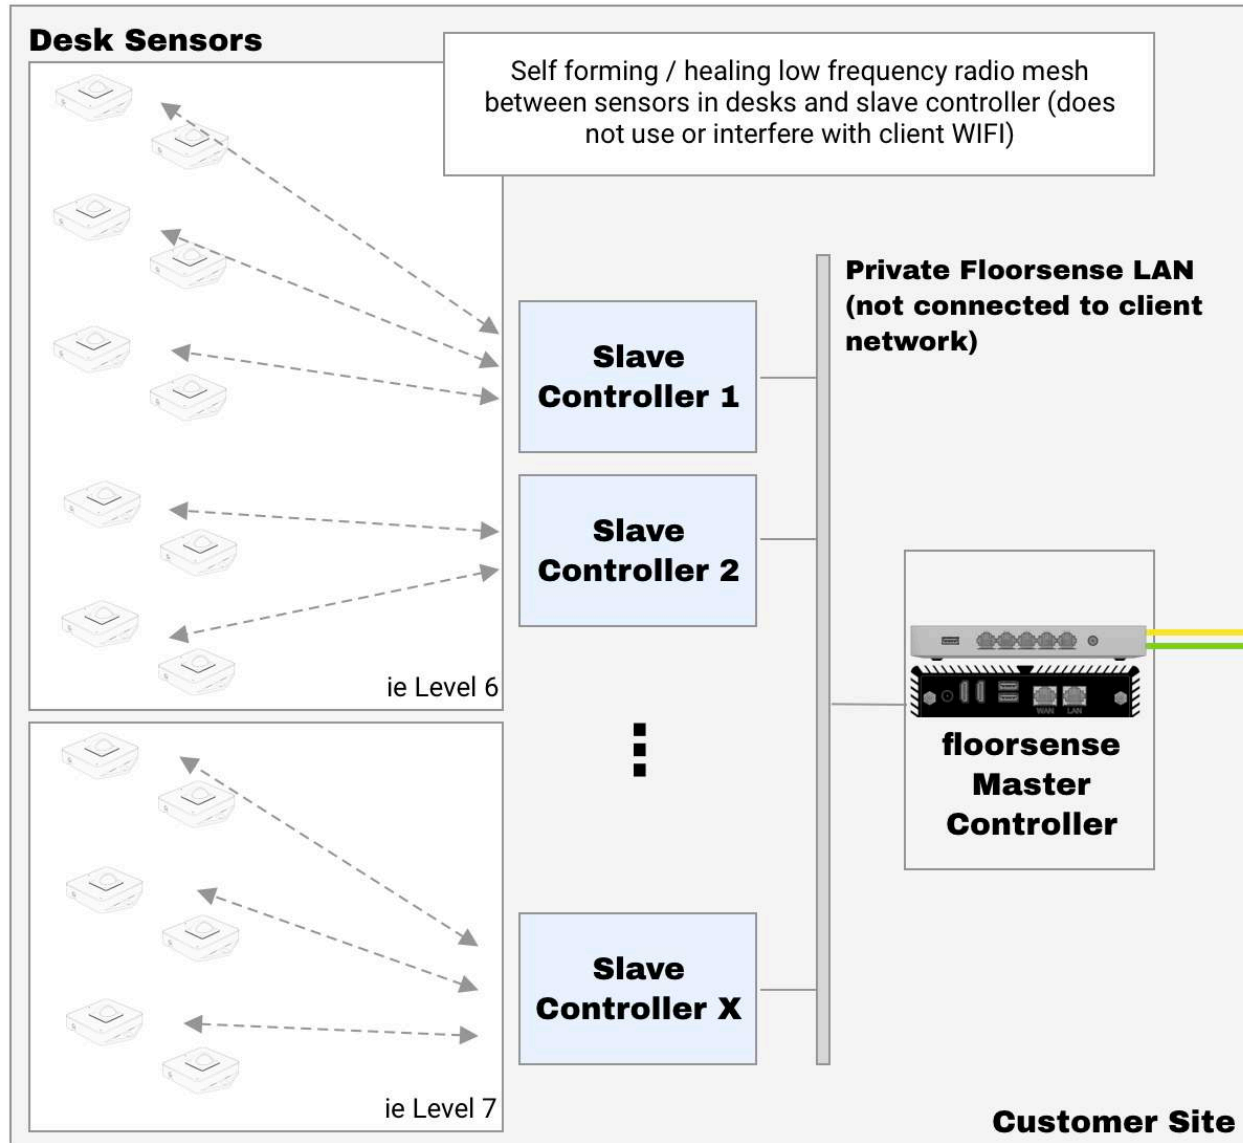 Desk Sensors
Self forming / healing low frequency radio mesh
between sensors in desks and slave controller (does
not use or interfere with client WIFI)
Private Floorsense LAN
(not connected to client
network)
Slave
Controller 1
Slave
Controller 2
ie Level 6
WAN LAN
floorsense
Master
Controller
Slave
Controller X
ie Level 7
Customer Site